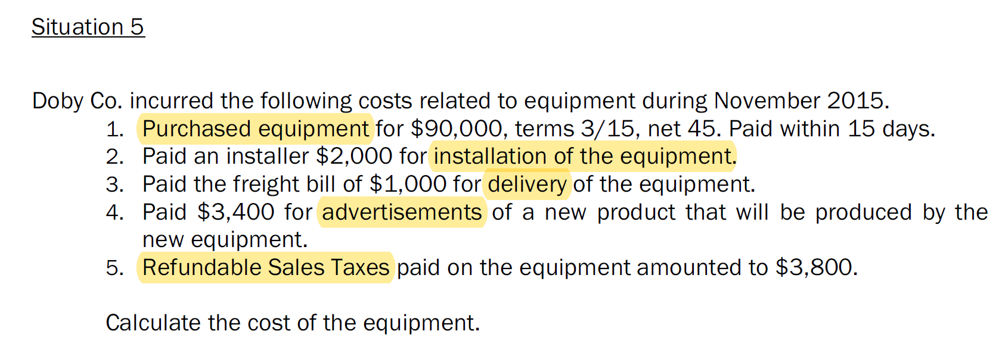 Situation 5
Doby Co. incurred the following costs related to equipment during November 2015.
1. Purchased equipment for $90,000, terms 3/15, net 45. Paid within 15 days.
2. Paid an installer $2,000 for installation of the equipment.
3. Paid the freight bill of $1,000 for delivery of the equipment.
4. Paid $3,400 for advertisements of a new product that will be produced by the
new equipment.
5. Refundable Sales Taxes paid on the equipment amounted to $3,800.
Calculate the cost of the equipment.